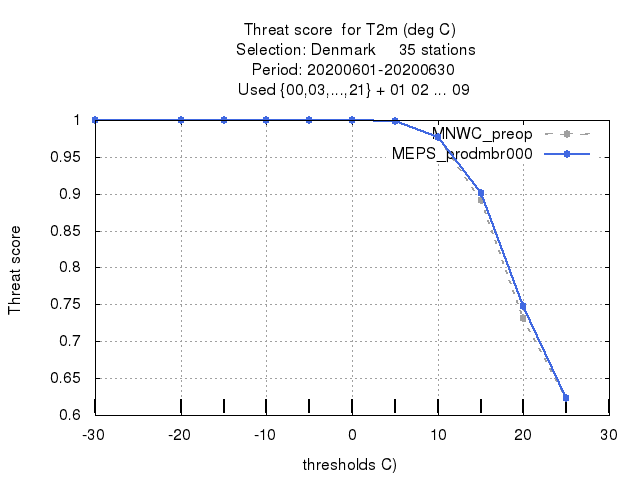 Threat score for T2m (deg C)
Selection: Denmark 35 stations
Period: 20200601-20200630
Used {00,03,...,21} + 01 02 ... 09
MNWC_preop
MEPS_prodmbr000
Threat score
1
0.95
0.9
0.85
0.8
0.75
0.7
0.65
0.6
-30 -20 -10 0 10 20 30
thresholds C)